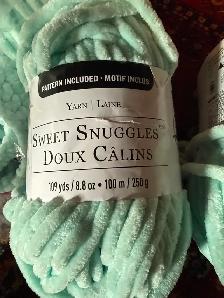 PATTERN INCLUDED • MOTIF INCLUS
YARN | LAINE
SWEET SNUGGLES™
DOUX CÂLINS
109 yds / 8.8 oz • 100 m / 250 g